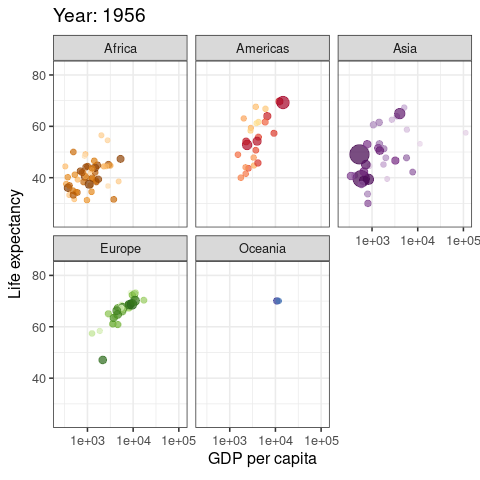 Year: 1956
Africa Americas Asia
80
60
40
1e+03 1e+04 1e+05
Life expectancy
Europe Oceania
80
60
40
1e+03 1e+04 1e+05 1e+03 1e+04 1e+05
GDP per capita